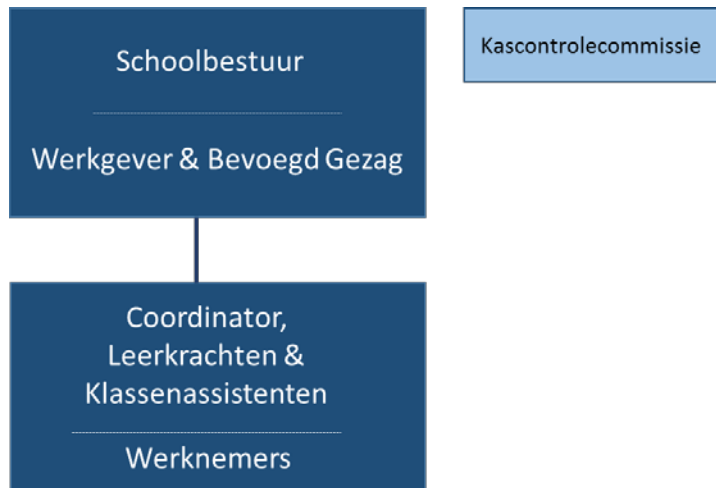 Schoolbestuur
Werkgever & Bevoegd Gezag
Kascontrolecommissie
Coordinator,
Leerkrachten &
Klassenassistenten
Werknemers